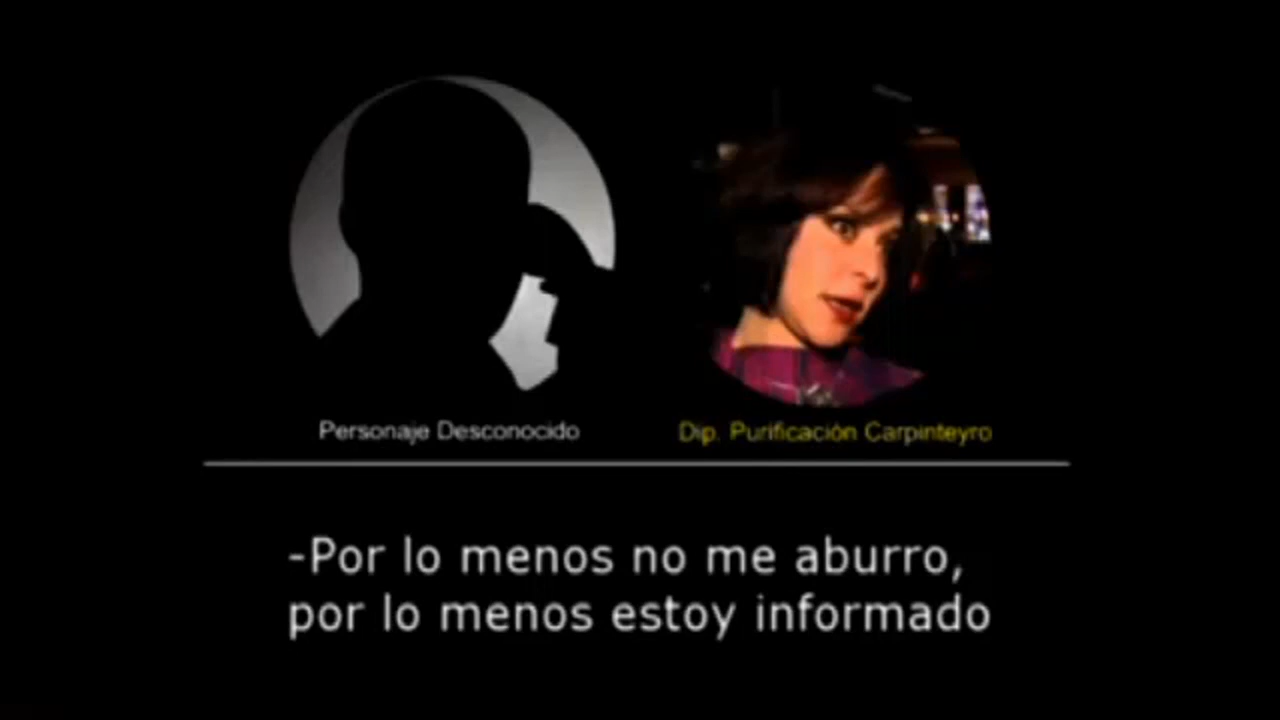 Personaje Desconocido
Dip. Purificación Carpinteyro
-Por lo menos no me aburro,
por lo menos estoy informado